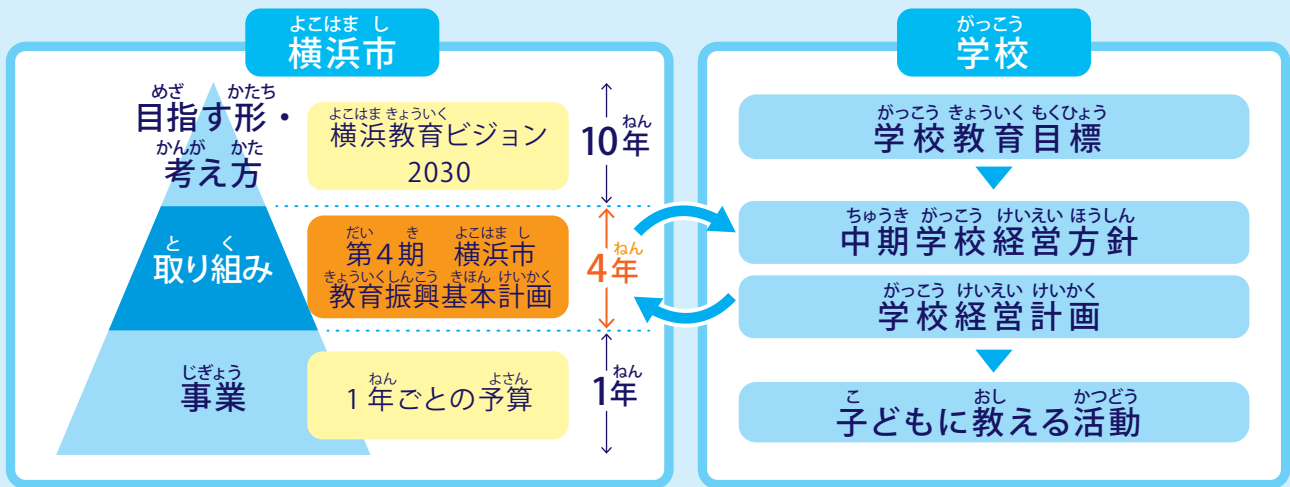 よこはま し
横浜市
めざ かたち
目指す形・
かんが かた
考え方
よこはま きょういく
横浜教育ビジョン
2030
ねん
10年
と く
取り組み
だい き よこはま し
第4期 横浜市
きょういくしんこう きほん けいかく
教育振興基本計画
ねん
4年
じぎょう
事業
ねん よさん
1年ごとの予算
ねん
1年
がっこう
学校
がっこう きょういく もくひょう
学校教育目標
ちゅうき がっこう けいえい ほうしん
中期学校経営方針
がっこう けいえい けいかく
学校経営計画
こ おし かつどう
子どもに教える活動